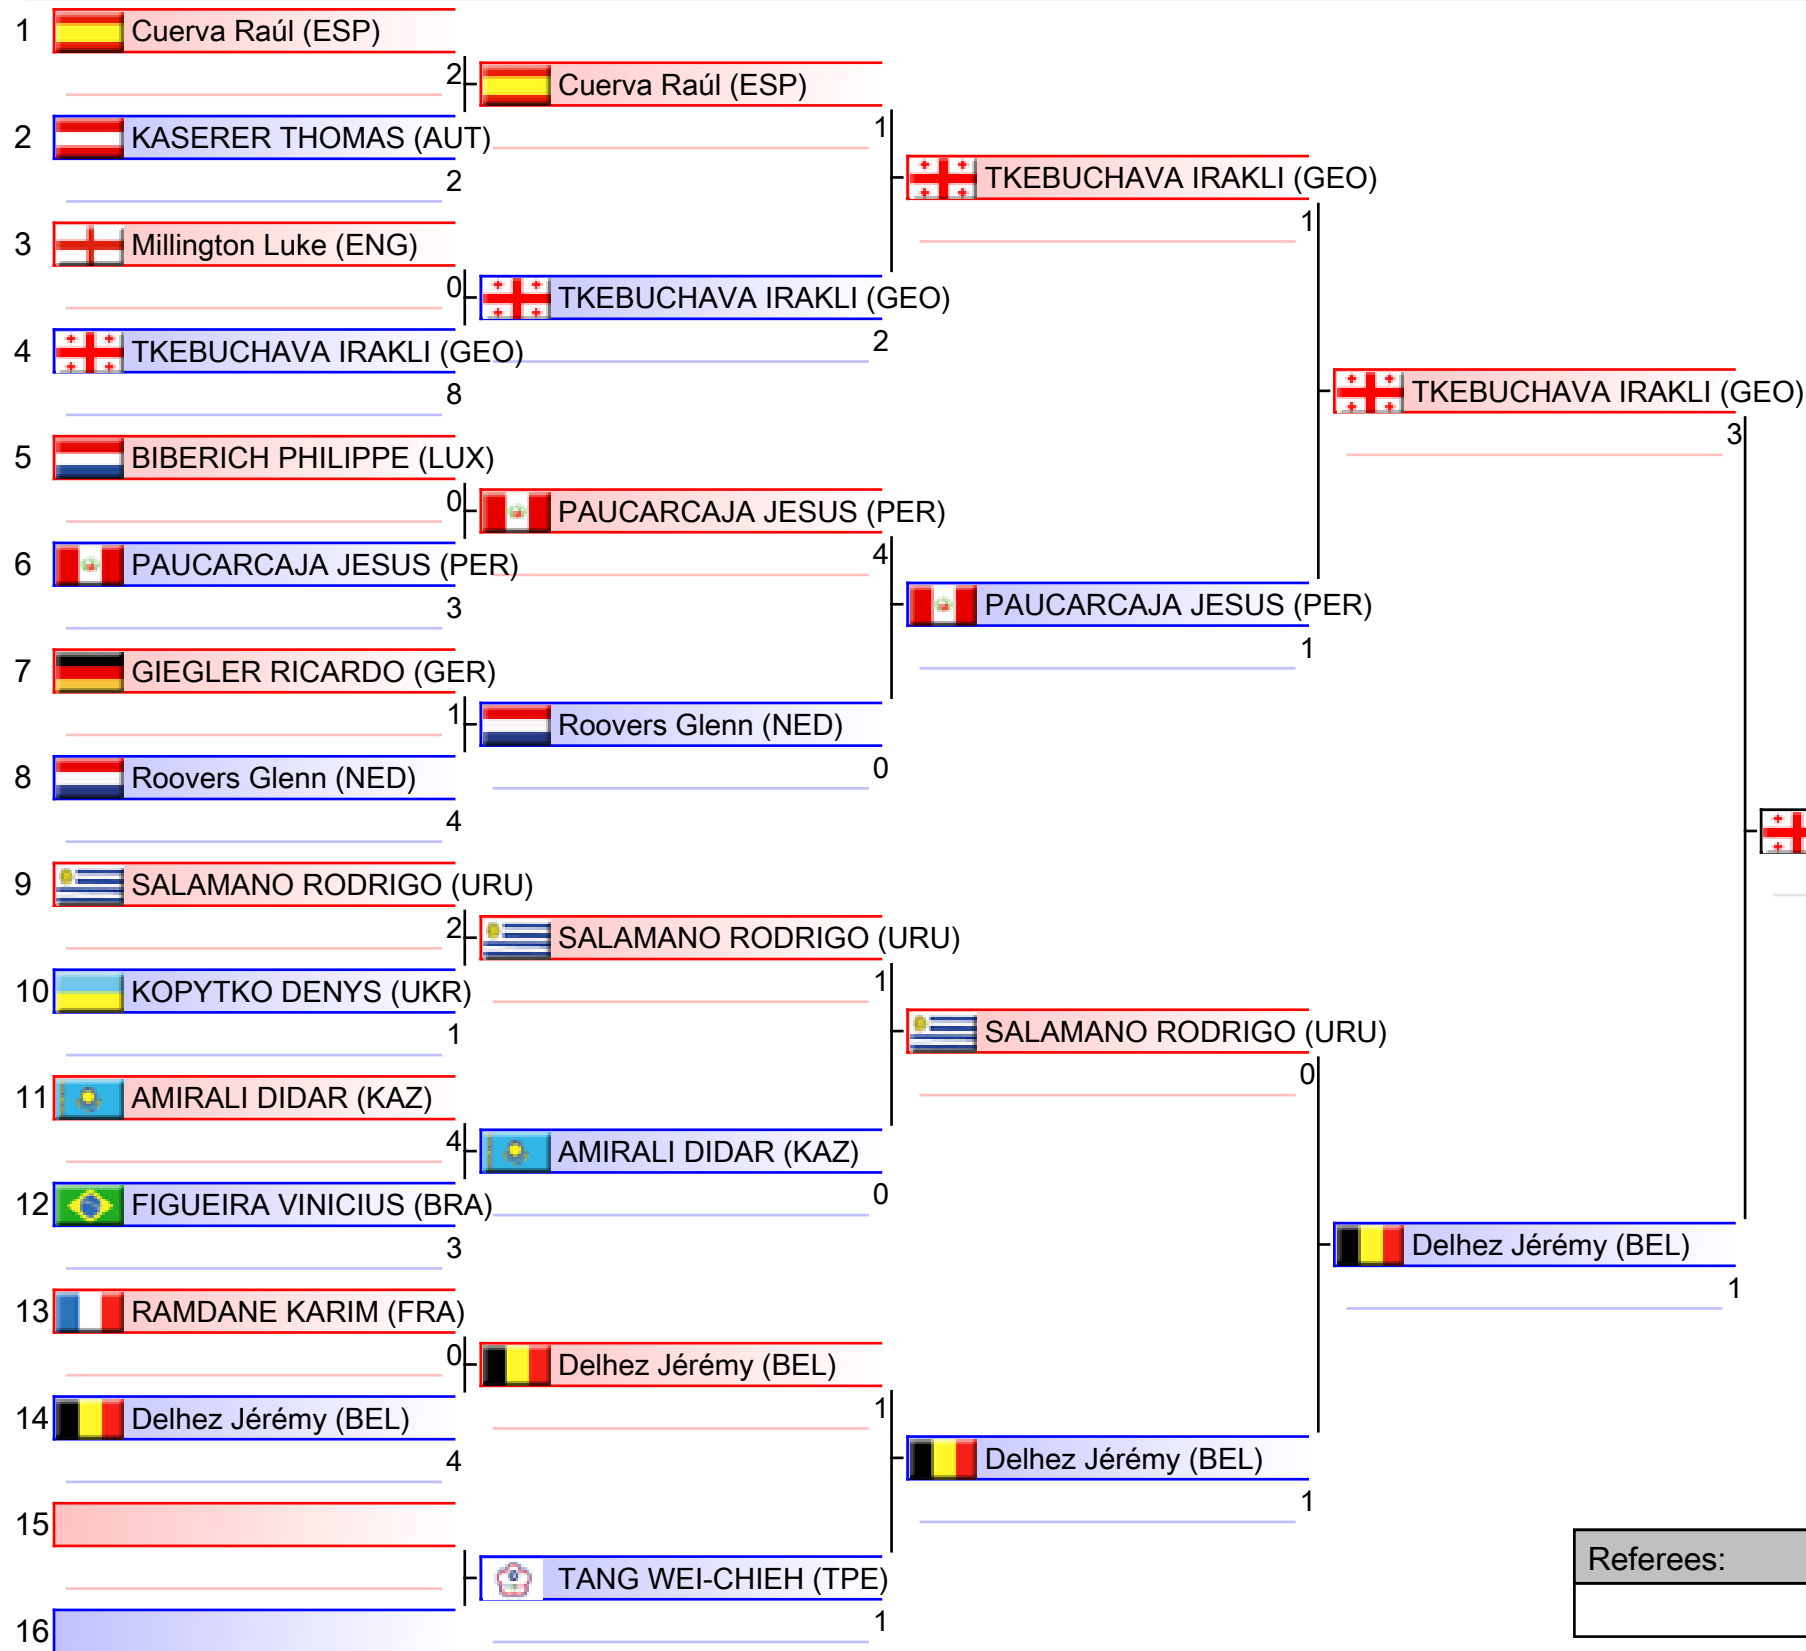 1 Cuerva Raúl (ESP)
2 Cuerva Raúl (ESP)
2 KASERER THOMAS (AUT)
1
2
TKEBUCHAVA IRAKLI (GEO)
1
3 Millington Luke (ENG)
0 TKEBUCHAVA IRAKLI (GEO)
4 TKEBUCHAVA IRAKLI (GEO)
2
8
TKEBUCHAVA IRAKLI (GEO)
3
5 BIBERICH PHILIPPE (LUX)
0 PAUCARCAJA JESUS (PER)
6 PAUCARCAJA JESUS (PER)
4
3
PAUCARCAJA JESUS (PER)
1
7 GIEGLER RICARDO (GER)
1 Roovers Glenn (NED)
0
8 Roovers Glenn (NED)
4
9 SALAMANO RODRIGO (URU)
2 SALAMANO RODRIGO (URU)
10 KOPYTKO DENYS (UKR)
1
1
SALAMANO RODRIGO (URU)
0
11 AMIRALI DIDAR (KAZ)
4 AMIRALI DIDAR (KAZ)
0
12 FIGUEIRA VINICIUS (BRA)
3
Delhez Jérémy (BEL)
1
13 RAMDANE KARIM (FRA)
0 Delhez Jérémy (BEL)
1
14 Delhez Jérémy (BEL)
4
Delhez Jérémy (BEL)
1
15
TANG WEI-CHIEH (TPE)
1
16
Referees: